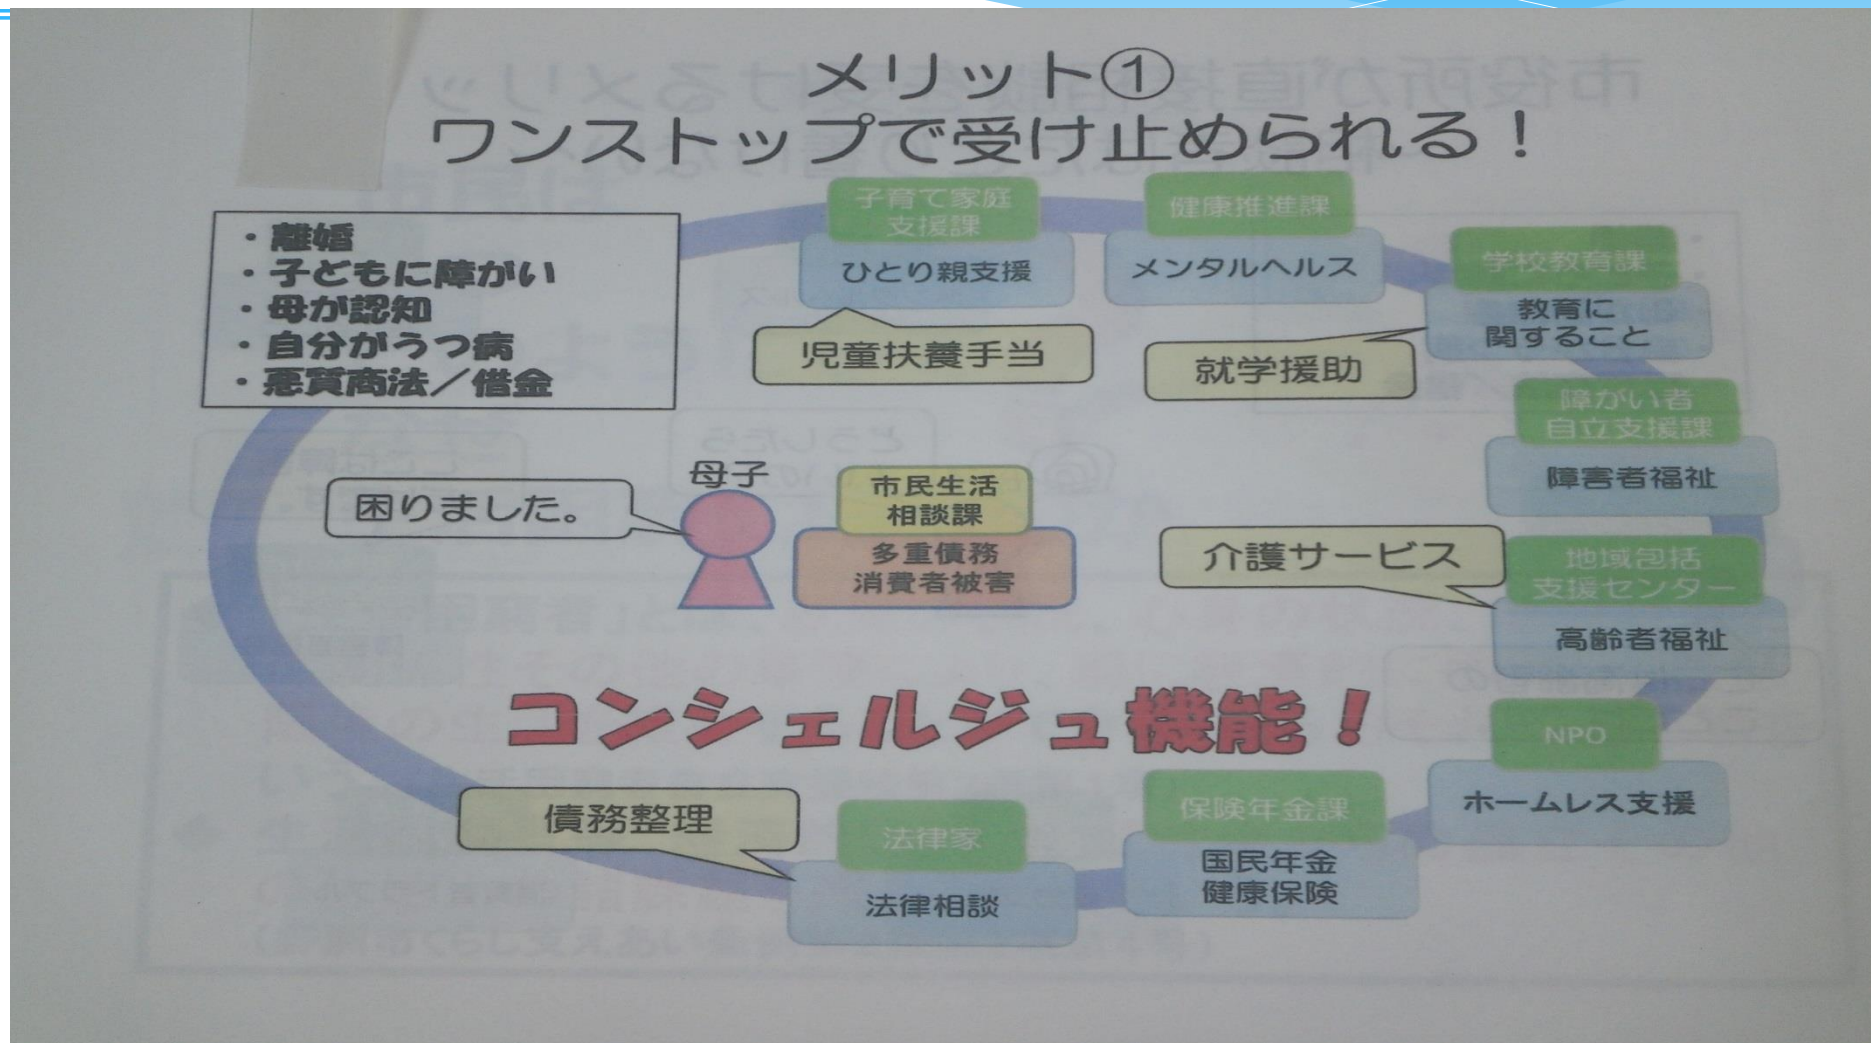 メリット①
ワンストップで受け止められる！
・離婚
・子どもに障がい
・母が認知
・自分がうつ病
・悪質商法／借金
子育て家庭
支援課
ひとり親支援
児童扶養手当
健康推進課
メンタルヘルス
学校教育課
教育に
関すること
就学援助
障がい者
自立支援課
障害者福祉
母子
困りました。
市民生活
相談課
多重債務
消費者被害
介護サービス
地域包括
支援センター
高齢者福祉
コンシェルジュ機能！
NPO
ホームレス支援
保険年金課
国民年金
健康保険
債務整理
法律家
法律相談